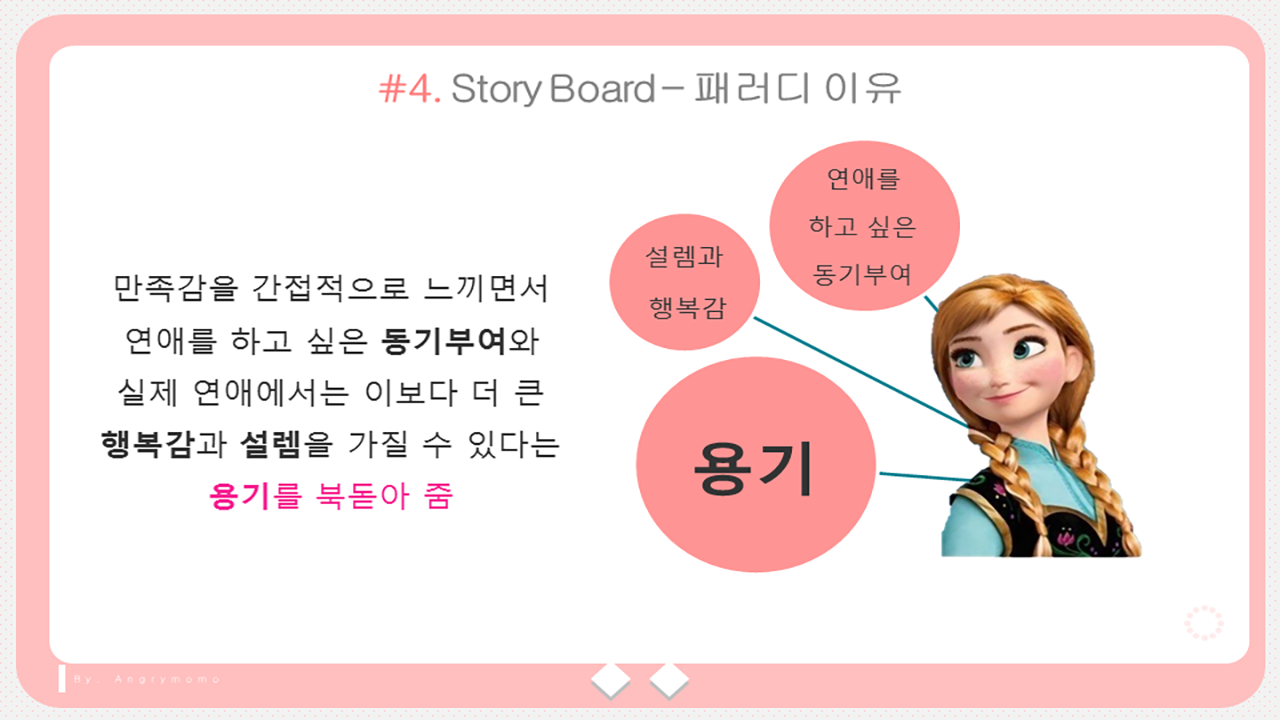 #4. Story Board – 패러디 이유
만족감을 간접적으로 느끼면서
연애를 하고 싶은 동기부여와
실제 연애에서는 이보다 더 큰
행복감과 설렘을 가질 수 있다는
용기를 북돋아 줌
연애를
하고 싶은
동기부여
설렘과
행복감
용기
By. Angrymomo